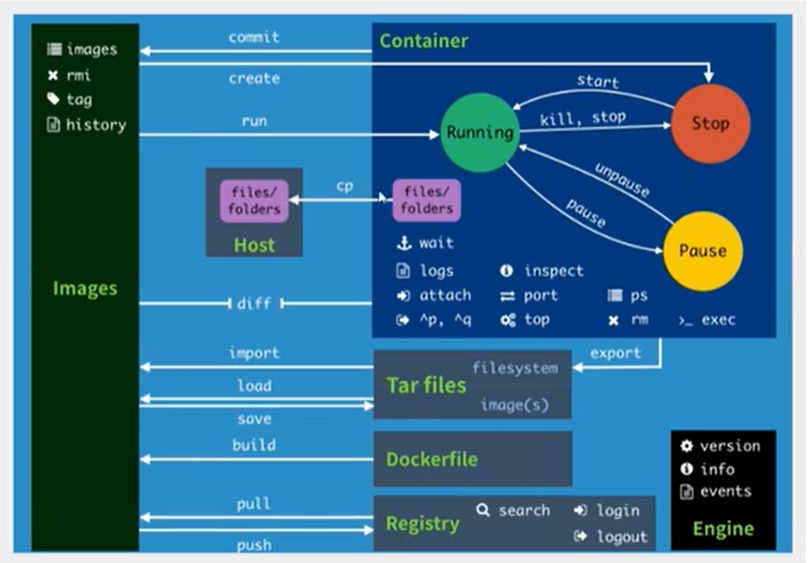 images
rmi
tag
history
Images
commit
create
run
Container
start
Running
kill, stop
Stop
unpause
pause
Pause
files/
folders
Host
cp
files/
folders
wait
logs
inspect
attach
port
ps
^p, ^q
top
rm
>_ exec
diff
import
load
save
Tar files
filesystem
image(s)
export
build
Dockerfile
pull
push
Registry
search
login
logout
version
info
events
Engine